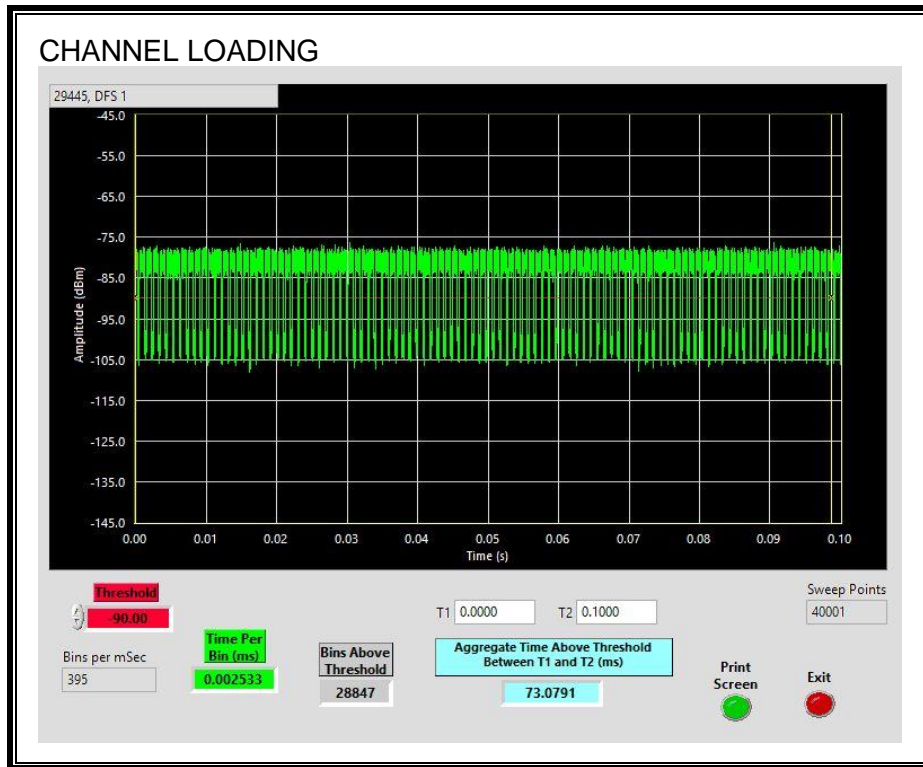 CHANNEL LOADING
29445, DFS 1
-45.0
-55.0
-65.0
-75.0
-85.0
-95.0
-105.0
-115.0
-125.0
-135.0
-145.0
Amplitude (dBm)
0.00 0.01 0.02 0.03 0.04 0.05 0.06 0.07 0.08 0.09 0.10
Time (s)
Threshold
-90.00
Bins per mSec
395
Time Per
Bin (ms)
0.002533
Bins Above
Threshold
28847
T1 0.0000 T2 0.1000
Aggregate Time Above Threshold
Between T1 and T2 (ms)
73.0791
Sweep Points
40001
Print
Screen
Exit